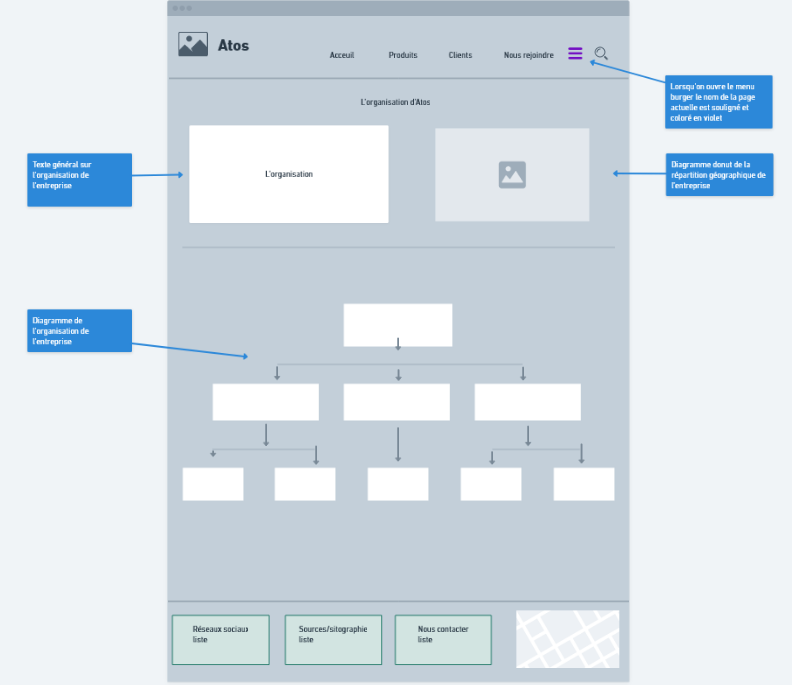 Atos
Acceuil
Produits
Clients
Nous rejoindre
Lorsqu'on ouvre le menu
burger le nom de la page
actuelle est souligné et
coloré en violet
L'organisation d'Atos
Texte général sur
l'organisation de
l'entreprise
L'organisation
Diagramme donut de la
répartition géographique de
l'entreprise
Diagramme de
l'organisation de
l'entreprise
Réseaux sociaux
liste
Sources/sitographie
liste
Nous contacter
liste